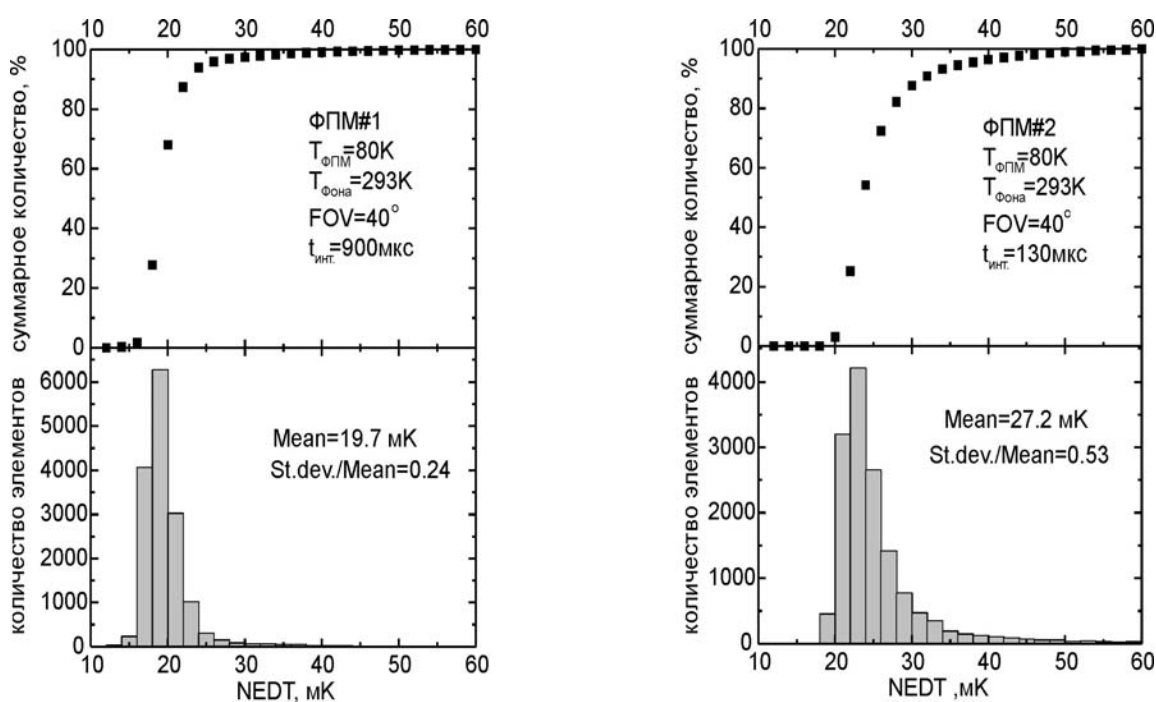 10 20 30 40 50 60
100
80
60
40
20
0
суммарное количество, %
ФПМ#1
TФПМ=80K
TФона=293K
FOV=40°
tинт.=900мкс
6000
5000
4000
3000
2000
1000
0
количество элементов
Mean=19.7 мK
St.dev./Mean=0.24
10 20 30 40 50 60
NEDT, мK
10 20 30 40 50 60
100
80
60
40
20
0
суммарное количество, %
ФПМ#2
TФПМ=80K
TФона=293K
FOV=40°
tинт.=130мкс
4000
3000
2000
1000
0
количество элементов
Mean=27.2 мK
St.dev./Mean=0.53
10 20 30 40 50 60
NEDT ,мK